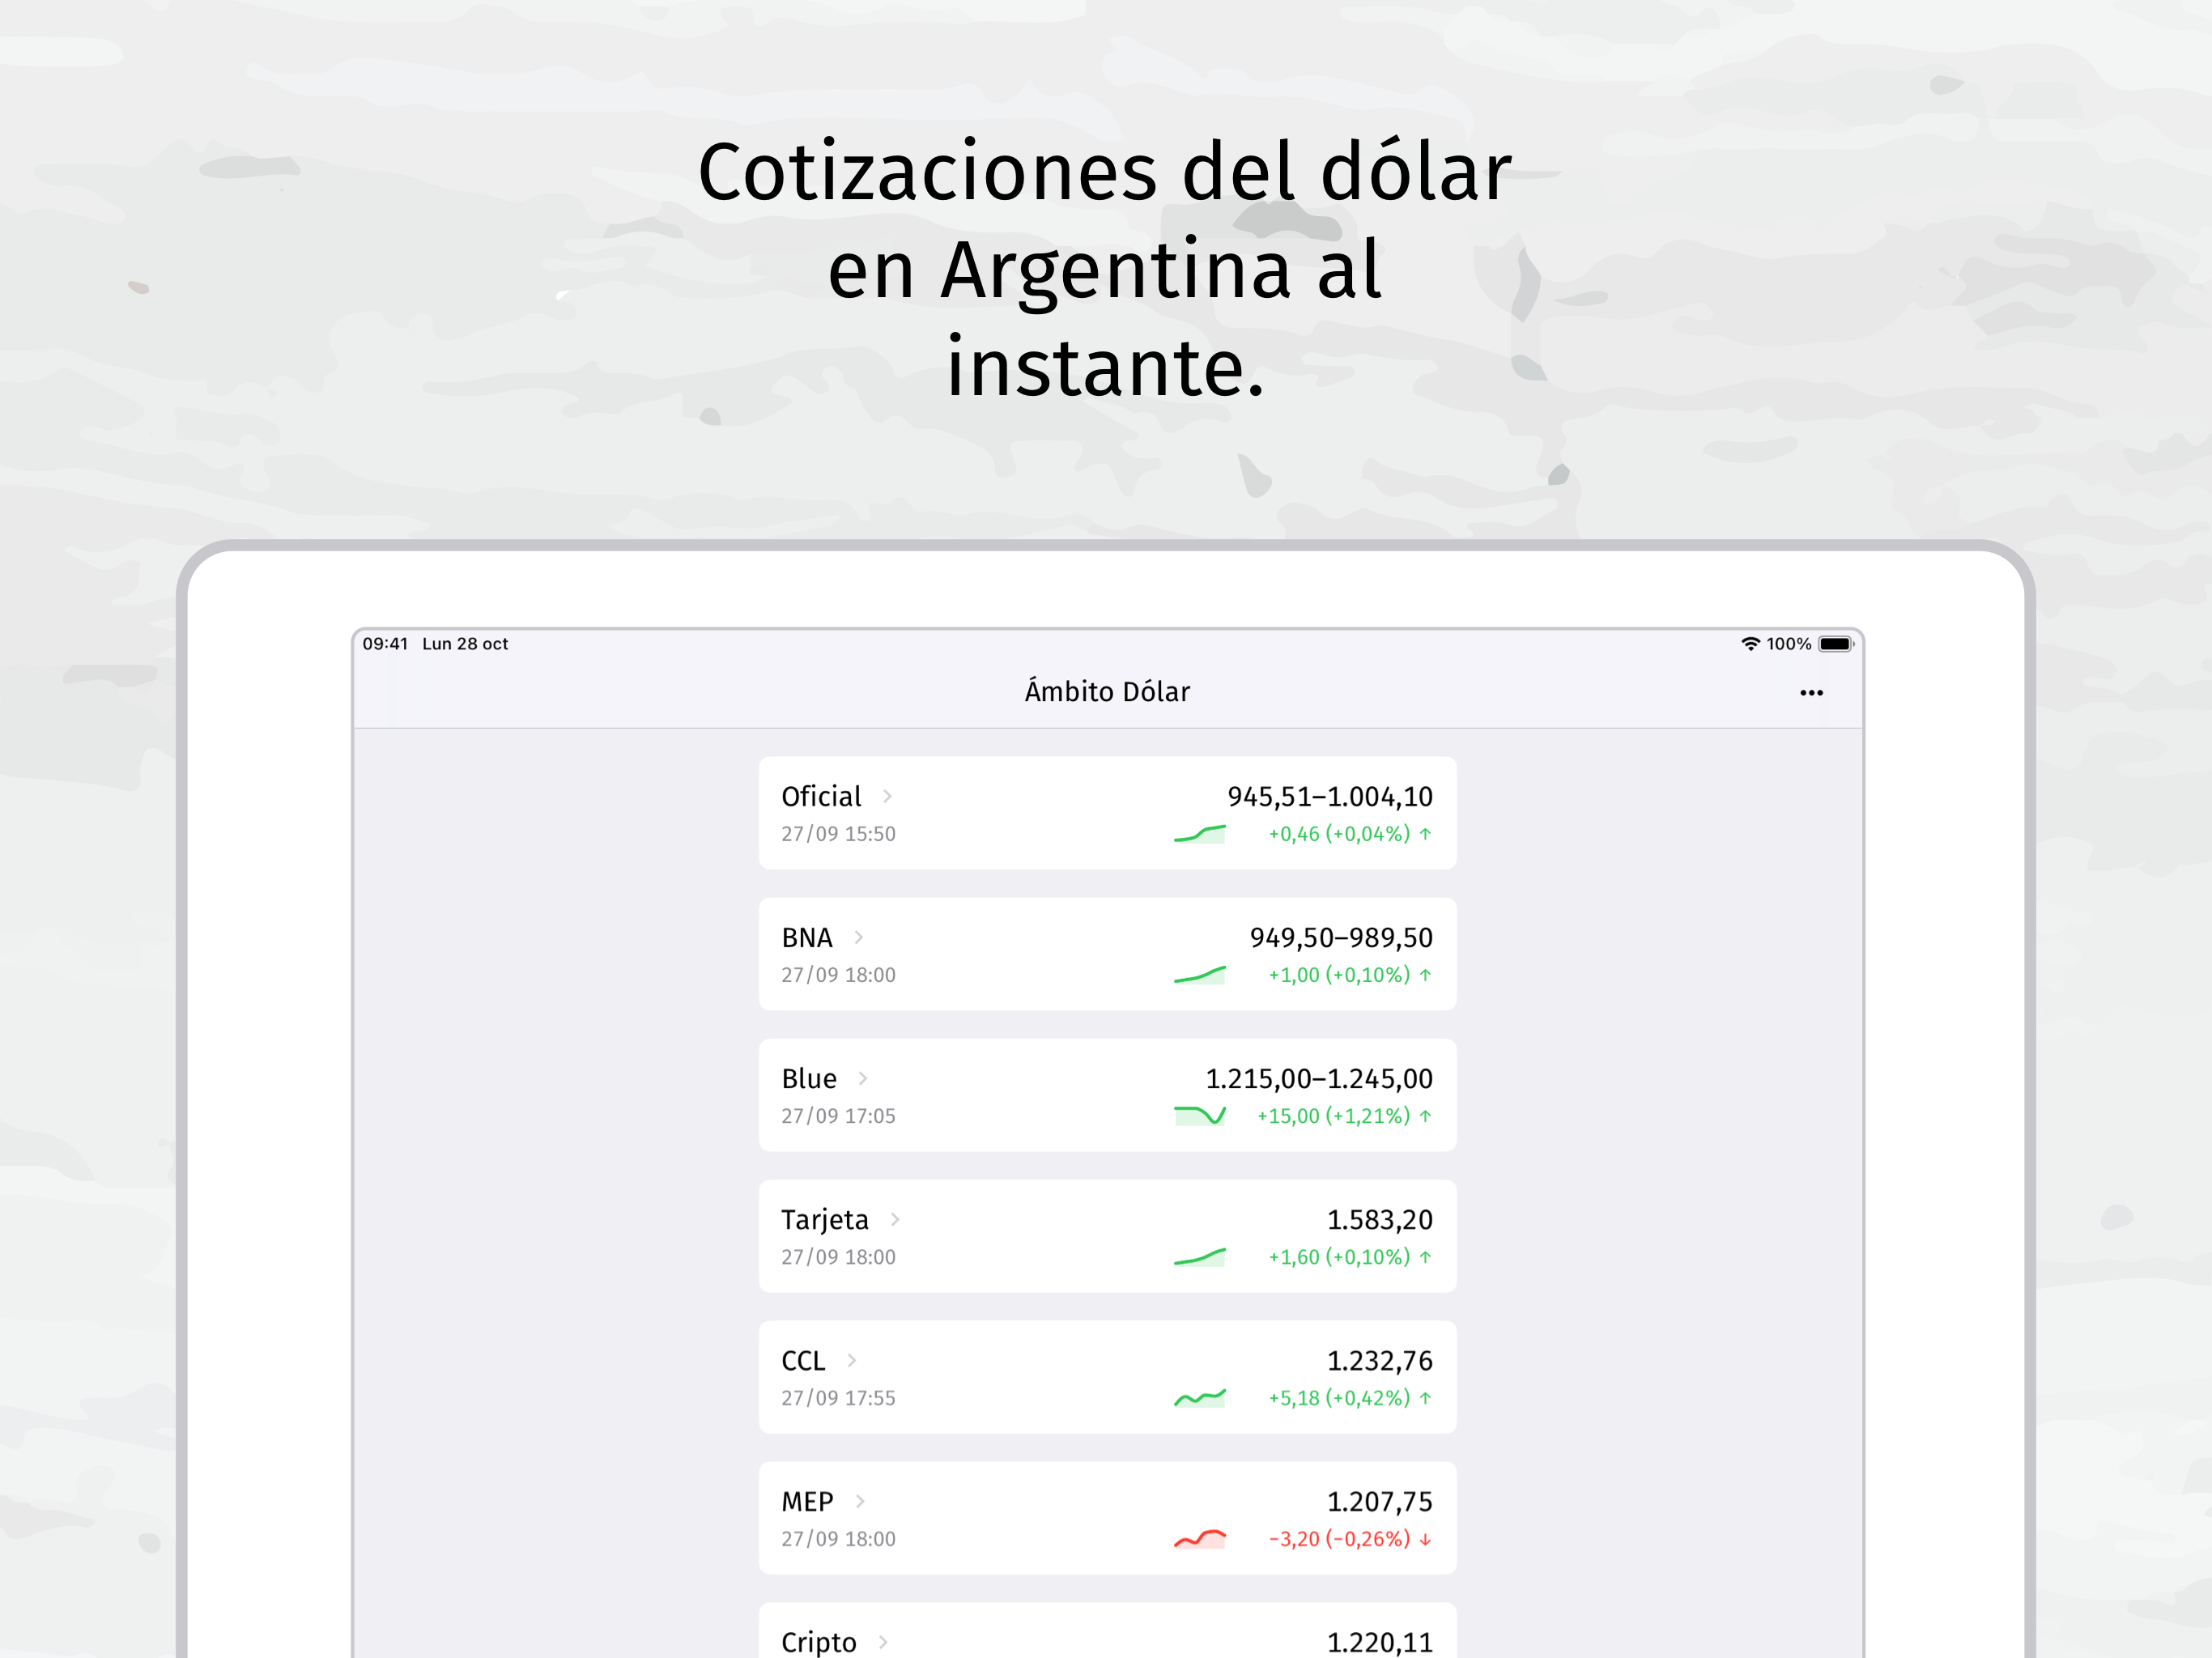 Cotizaciones del dólar
en Argentina al
instante.
09:41 Lun 28 oct 100%
Ámbito Dólar
Oficial 945,51–1.004,10
27/09 15:50 +0,46 (+0,04%) ↑
BNA 949,50–989,50
27/09 18:00 +1,00 (+0,10%) ↑
Blue 1.215,00–1.245,00
27/09 17:05 +15,00 (+1,21%) ↑
Tarjeta 1.583,20
27/09 18:00 +1,60 (+0,10%) ↑
CCL 1.232,76
27/09 17:55 +5,18 (+0,42%) ↑
MEP 1.207,75
27/09 18:00 −3,20 (−0,26%) ↓
Cripto 1.220,11